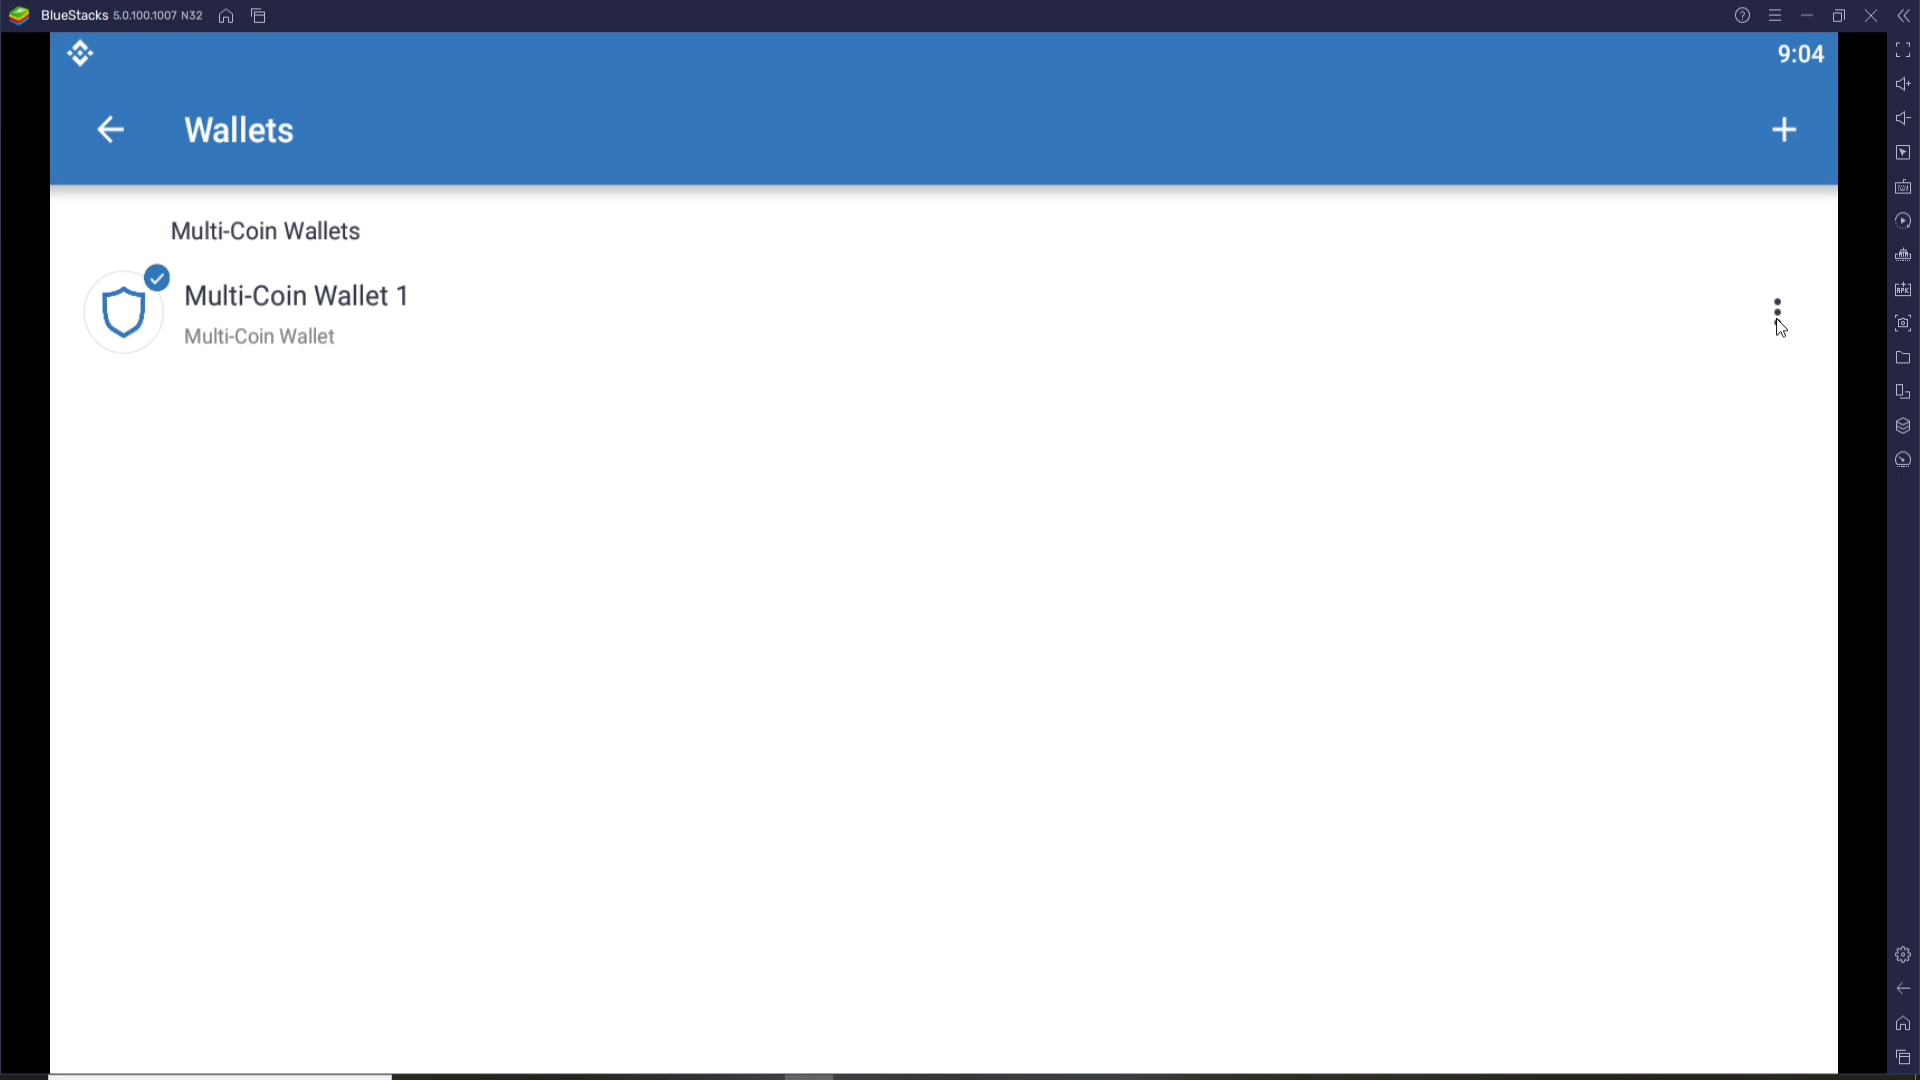 BlueStacks 5.0.100.1007 N32
9:04
Wallets
Multi-Coin Wallets
Multi-Coin Wallet 1
Multi-Coin Wallet